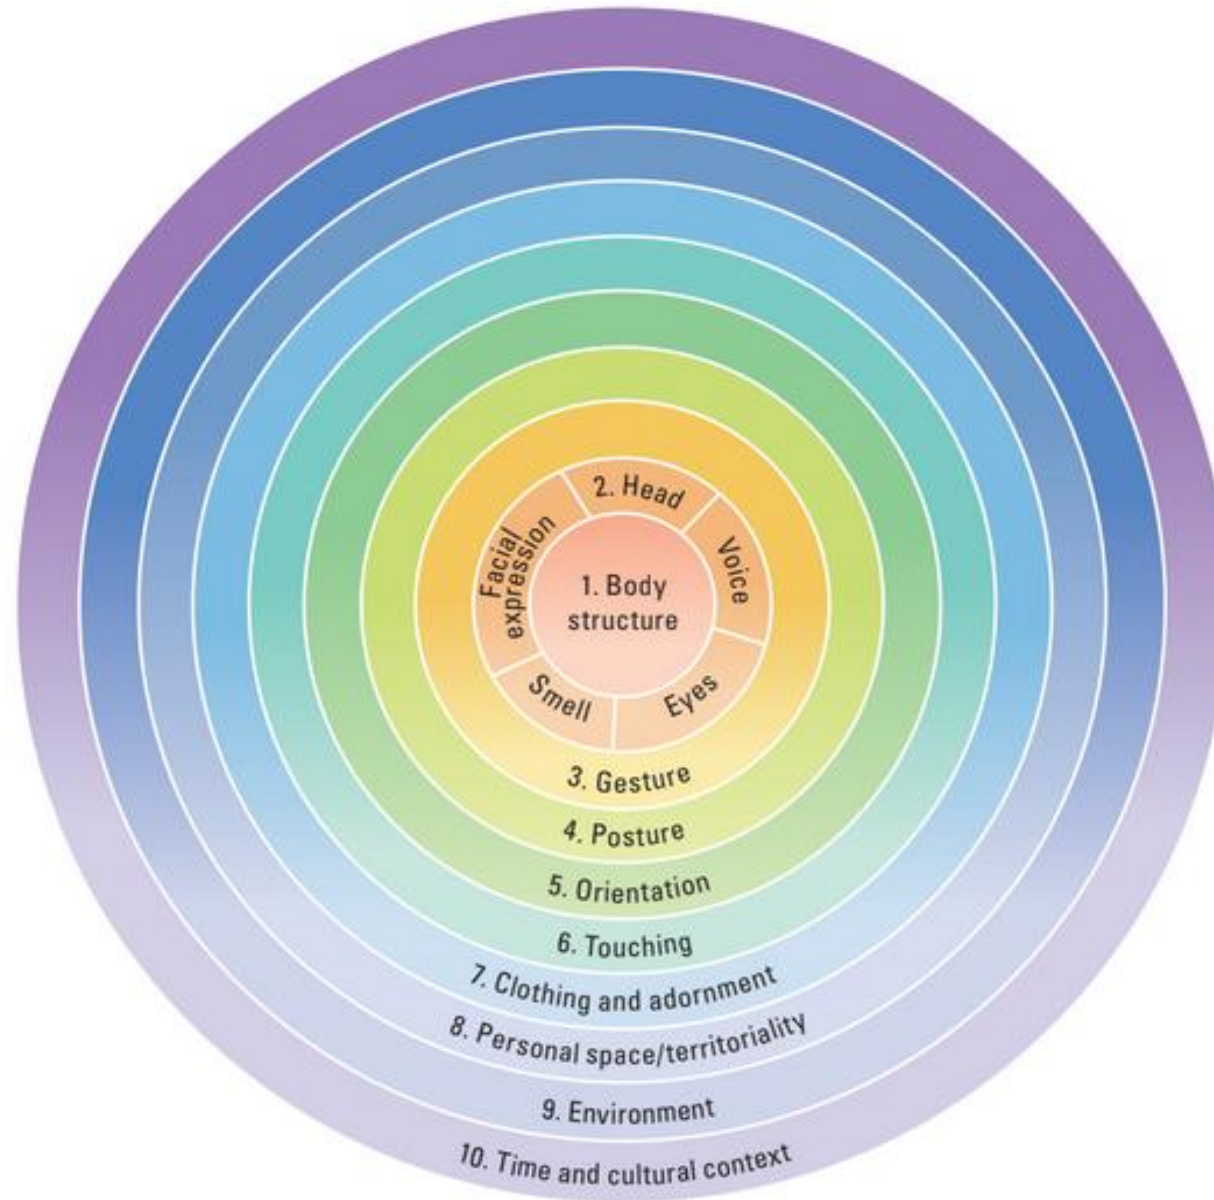 1. Body
structure
2. Head
Voice
Eyes
Smell
Facial
expression
3. Gesture
4. Posture
5. Orientation
6. Touching
7. Clothing and adornment
8. Personal space/territoriality
9. Environment
10. Time and cultural context